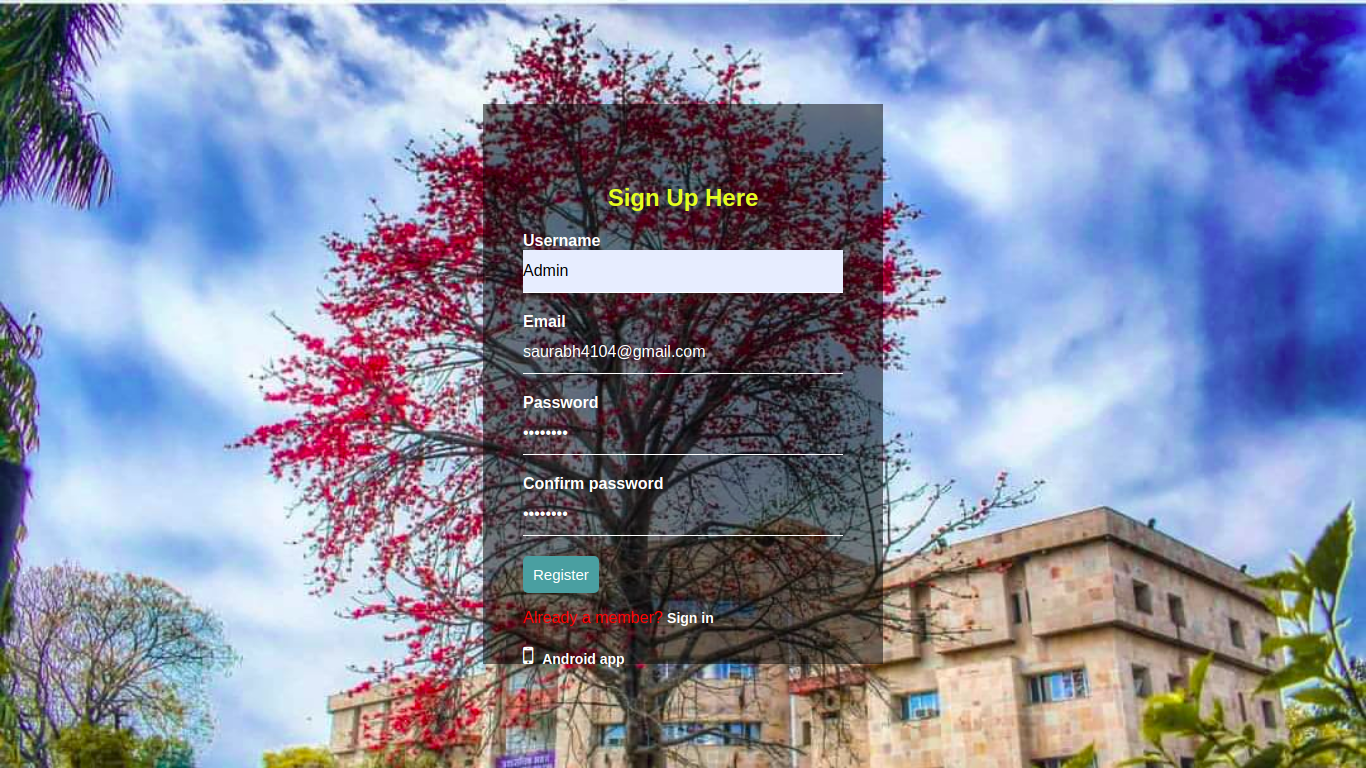 Sign Up Here
Username
Admin
Email
saurabh4104@gmail.com
Password
••••••••
Confirm password
••••••••
Register
Already a member? Sign in
Android app